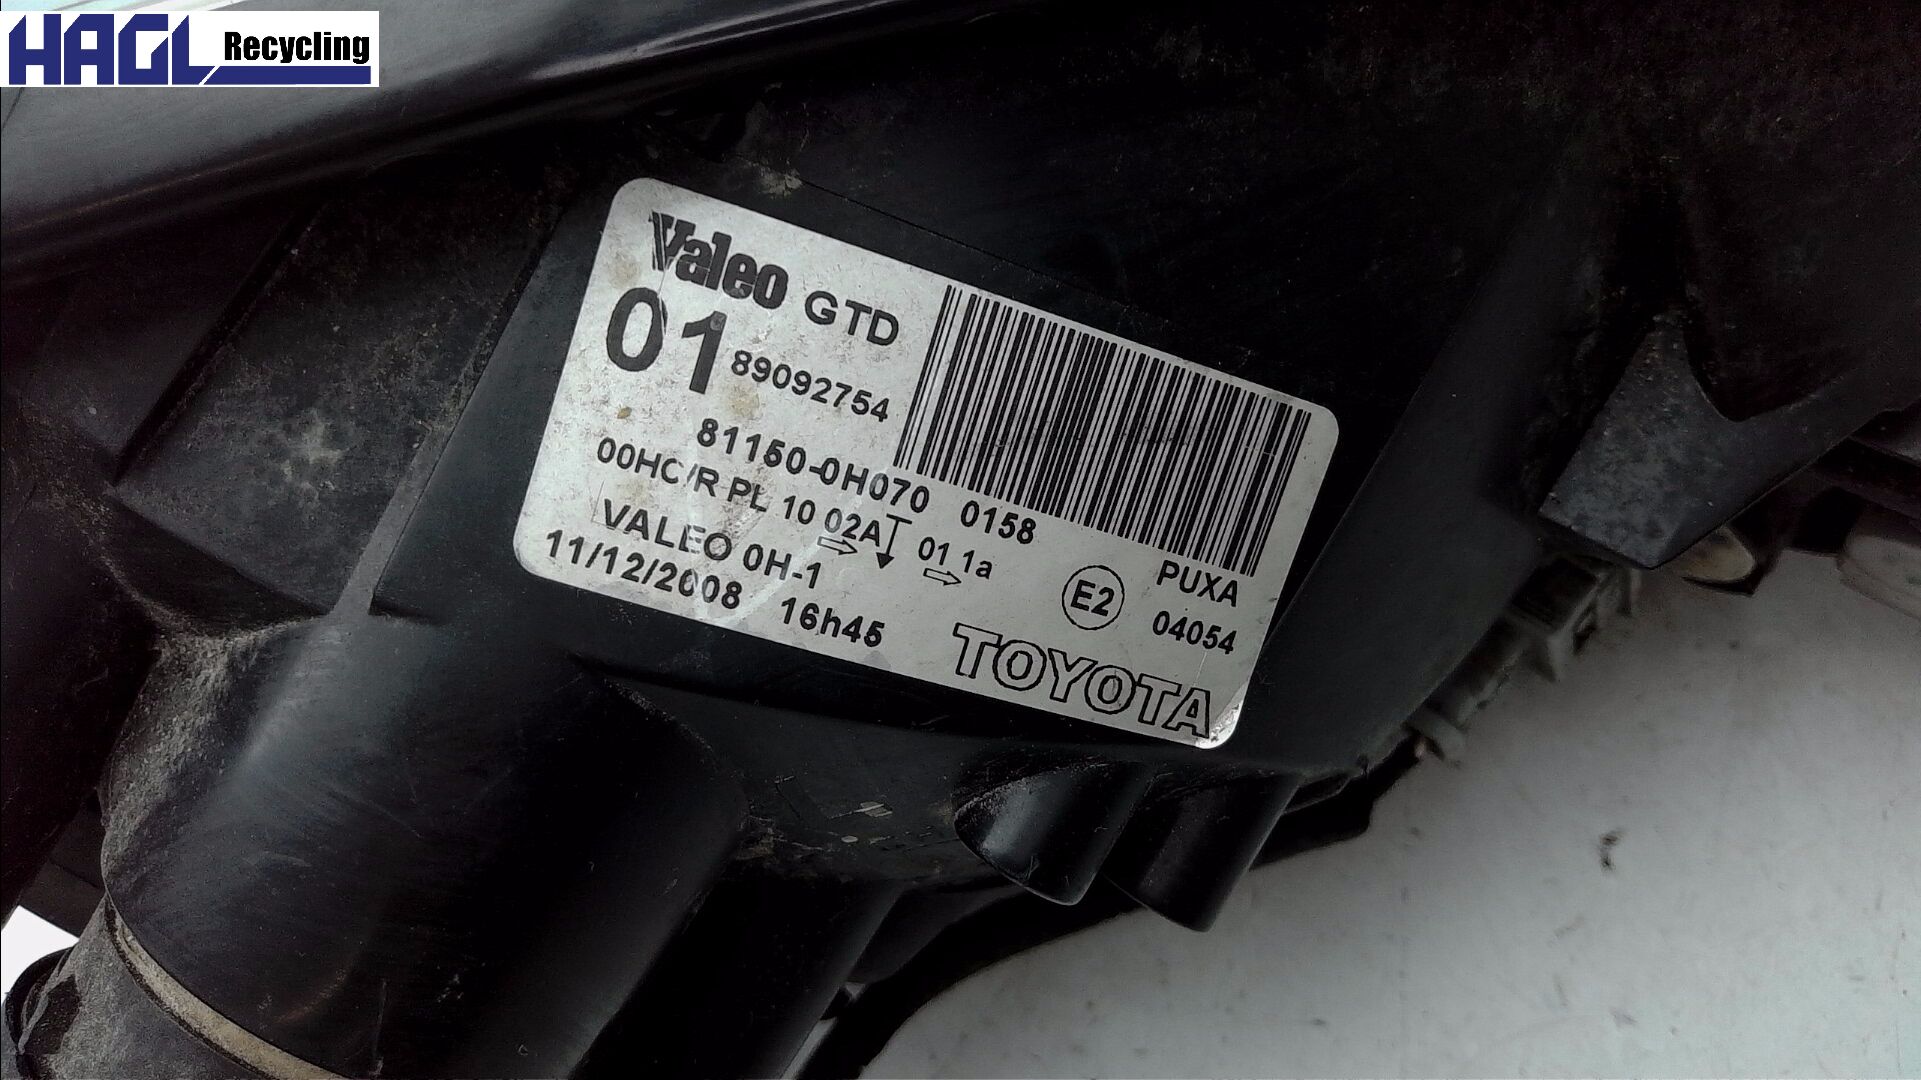 HAGL Recycling
Valeo GTD
01 89092754
81150-0H070 0158
00HC/R PL 10 02A 01 1a
VALEO 0H-1
11/12/2008 16h45
E2
PUXA
04054
TOYOTA